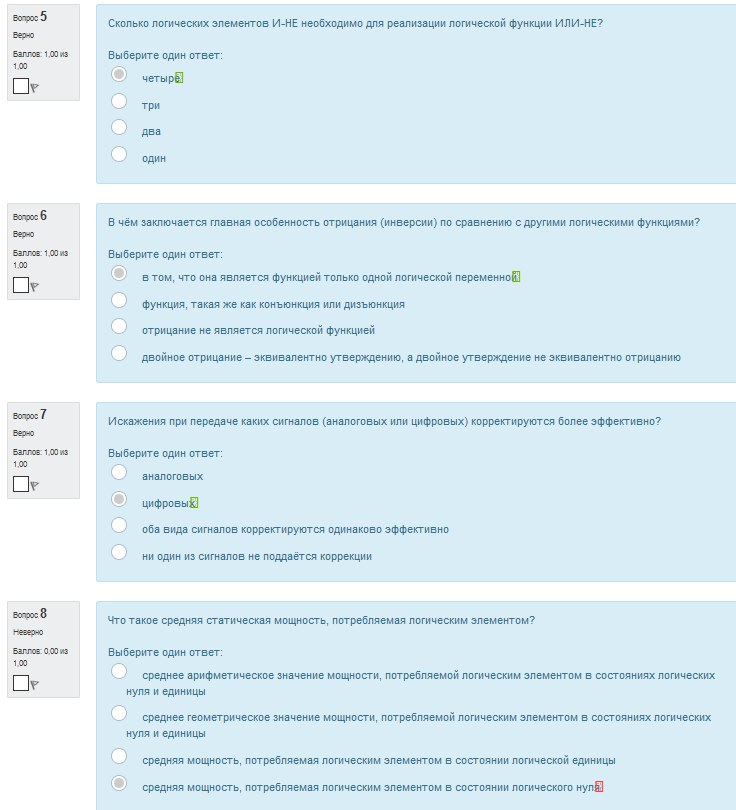 Вопрос 5
Верно
Баллов: 1,00 из
1,00
Сколько логических элементов И-НЕ необходимо для реализации логической функции ИЛИ-НЕ?
Выберите один ответ:
четыре
три
два
один
Вопрос 6
Верно
Баллов: 1,00 из
1,00
В чём заключается главная особенность отрицания (инверсии) по сравнению с другими логическими функциями?
Выберите один ответ:
в том, что она является функцией только одной логической переменной
функция, такая же как конъюнкция или дизъюнкция
отрицание не является логической функцией
двойное отрицание – эквивалентно утверждению, а двойное утверждение не эквивалентно отрицанию
Вопрос 7
Верно
Баллов: 1,00 из
1,00
Искажения при передаче каких сигналов (аналоговых или цифровых) корректируются более эффективно?
Выберите один ответ:
аналоговых
цифровых
оба вида сигналов корректируются одинаково эффективно
ни один из сигналов не поддаётся коррекции
Вопрос 8
Неверно
Баллов: 0,00 из
1,00
Что такое средняя статическая мощность, потребляемая логическим элементом?
Выберите один ответ:
среднее арифметическое значение мощности, потребляемой логическим элементом в состояниях логических
нуля и единицы
среднее геометрическое значение мощности, потребляемой логическим элементом в состояниях логических
нуля и единицы
средняя мощность, потребляемая логическим элементом в состоянии логической единицы
средняя мощность, потребляемая логическим элементом в состоянии логического нуля